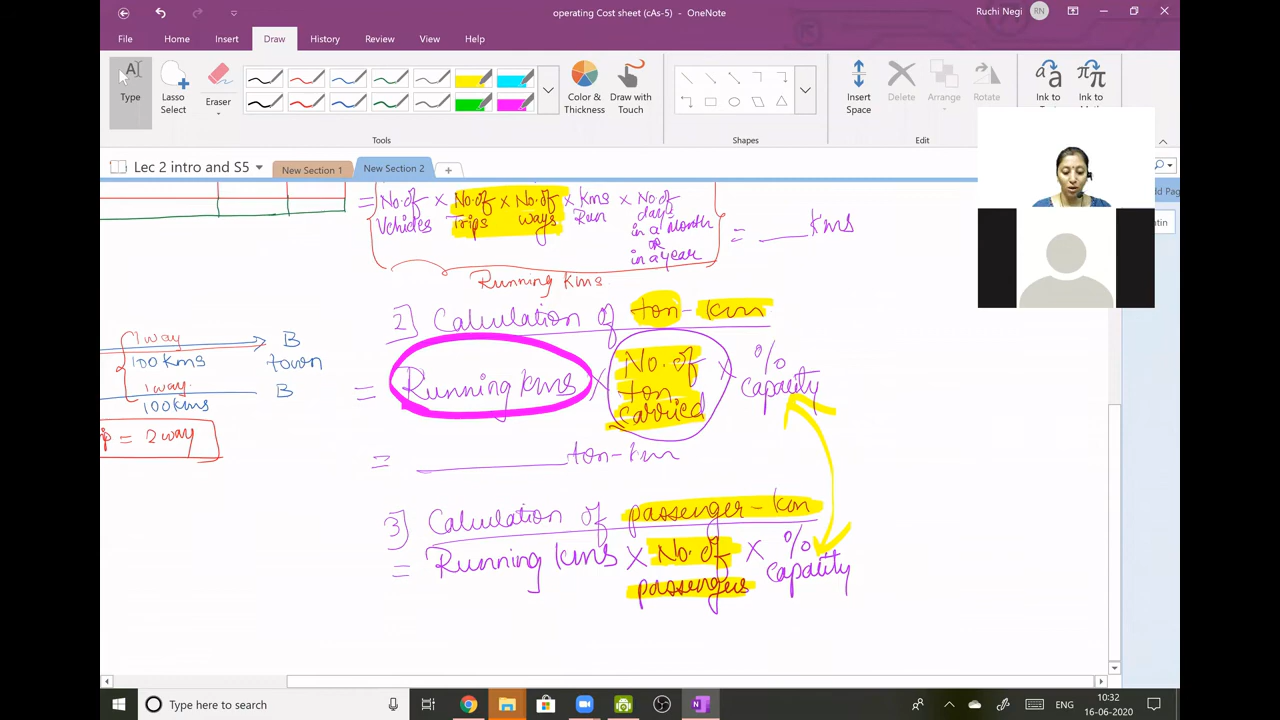 operating Cost sheet (cAs-5) - OneNote
Ruchi Negi RN
File Home Insert Draw History Review View Help
Type
Lasso Select
Eraser
Color & Thickness
Draw with Touch
Insert Space
Delete
Arrange
Rotate
Ink to
Ink to
Tools
Shapes
Edit
Lec 2 intro and S5
New Section 1
New Section 2
= No. of Vehicles × No. of Trips × No. of ways × Kms Run × No. of days in a month OR in a year
= ___ kms
Running Kms.
2] Calculation of ton-km
= Running kms × No. of ton carried × % capacity
= ___ ton-km
1 way B
100 Kms town
1 way B
100 Kms
= 2 way
3] Calculation of passenger-km
= Running kms × No. of passengers × % capacity
Type here to search
ENG
10:32
16-06-2020